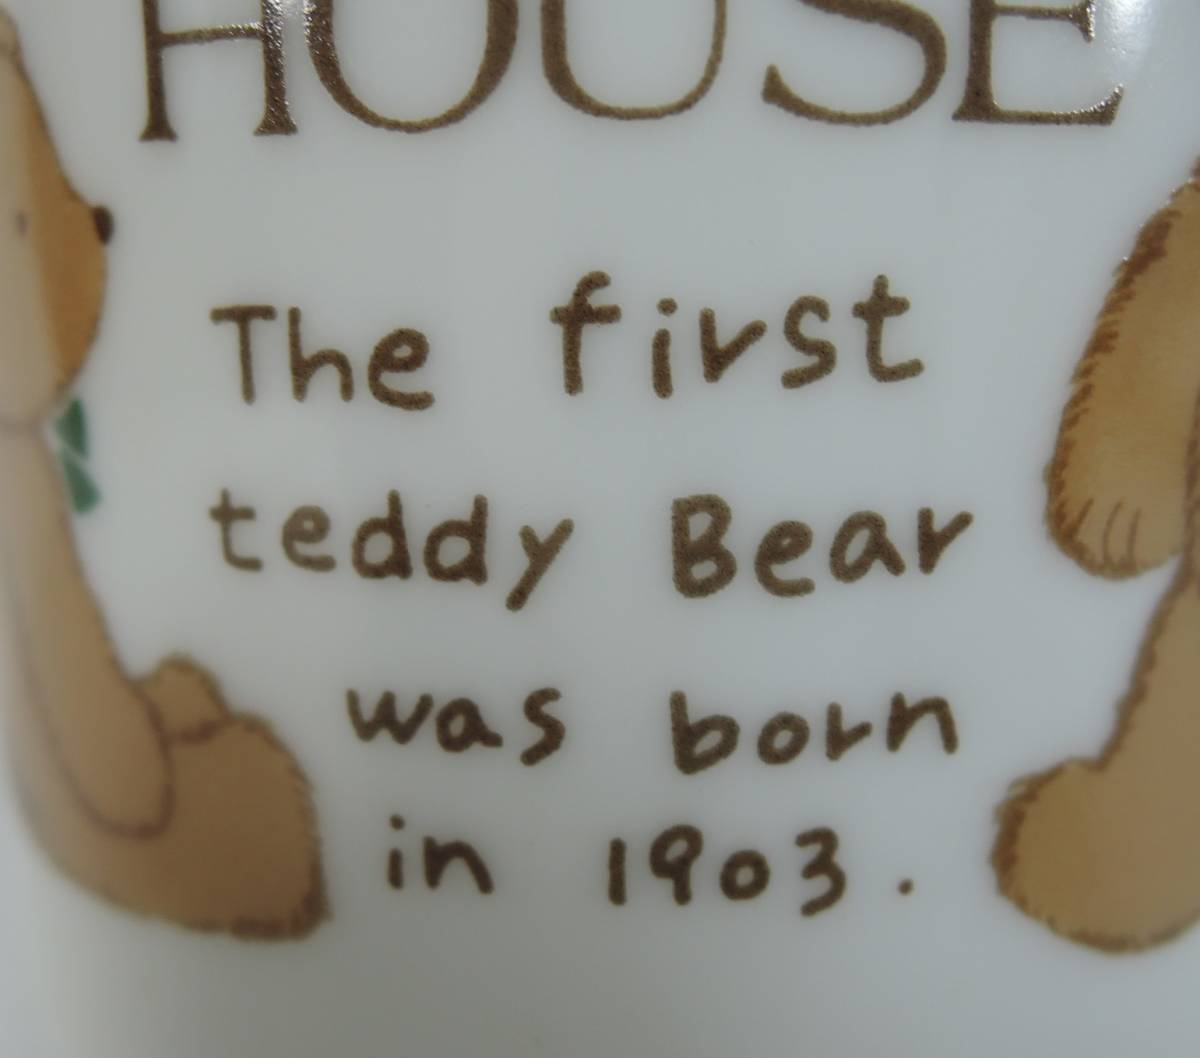 HOUSE
The first
teddy Bear
was born
in 1903.